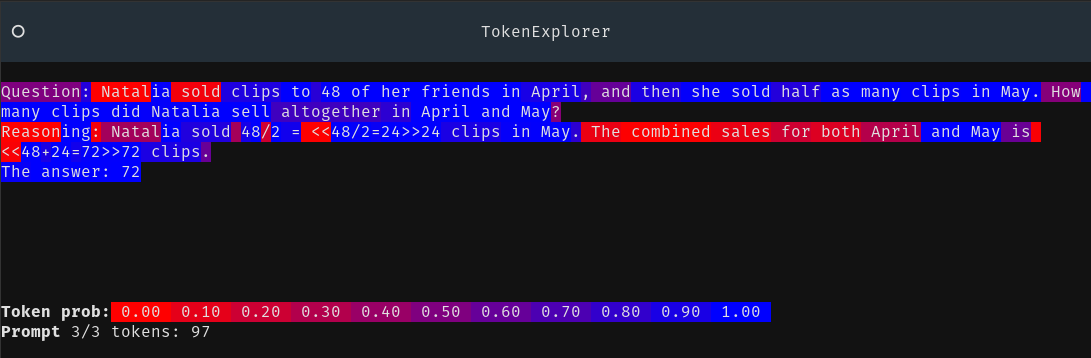 TokenExplorer
Question: Natalia sold clips to 48 of her friends in April, and then she sold half as many clips in May. How
many clips did Natalia sell altogether in April and May?
Reasoning: Natalia sold 48/2 = <<48/2=24>>24 clips in May. The combined sales for both April and May is
<<48+24=72>>72 clips.
The answer: 72
Token prob: 0.00 0.10 0.20 0.30 0.40 0.50 0.60 0.70 0.80 0.90 1.00
Prompt 3/3 tokens: 97